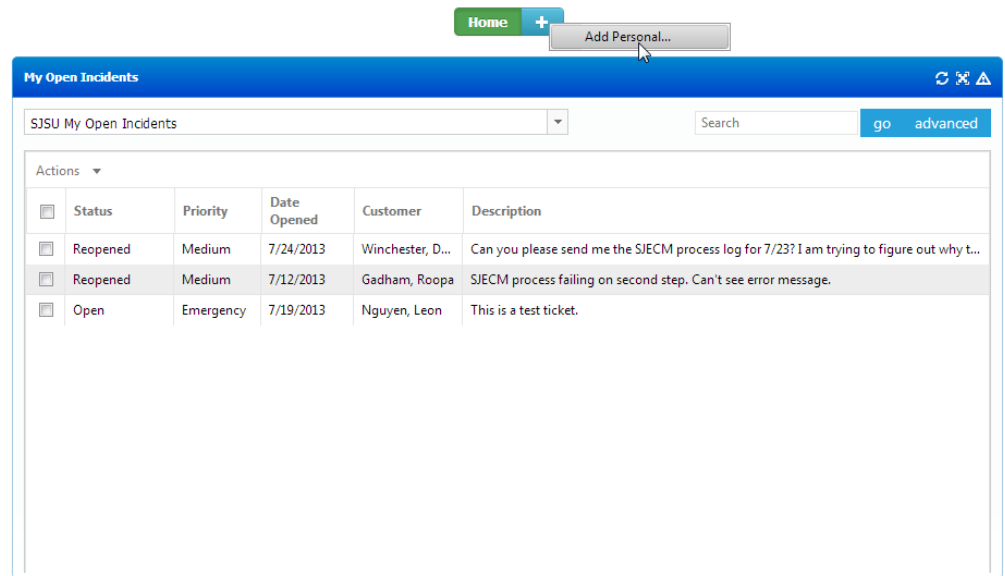 Home +
Add Personal...
My Open Incidents
SJSU My Open Incidents
Search go advanced
Actions
Status Priority Date Opened Customer Description
Reopened Medium 7/24/2013 Winchester, D... Can you please send me the SJECM process log for 7/23? I am trying to figure out why t...
Reopened Medium 7/12/2013 Gadham, Roopa SJECM process failing on second step. Can't see error message.
Open Emergency 7/19/2013 Nguyen, Leon This is a test ticket.